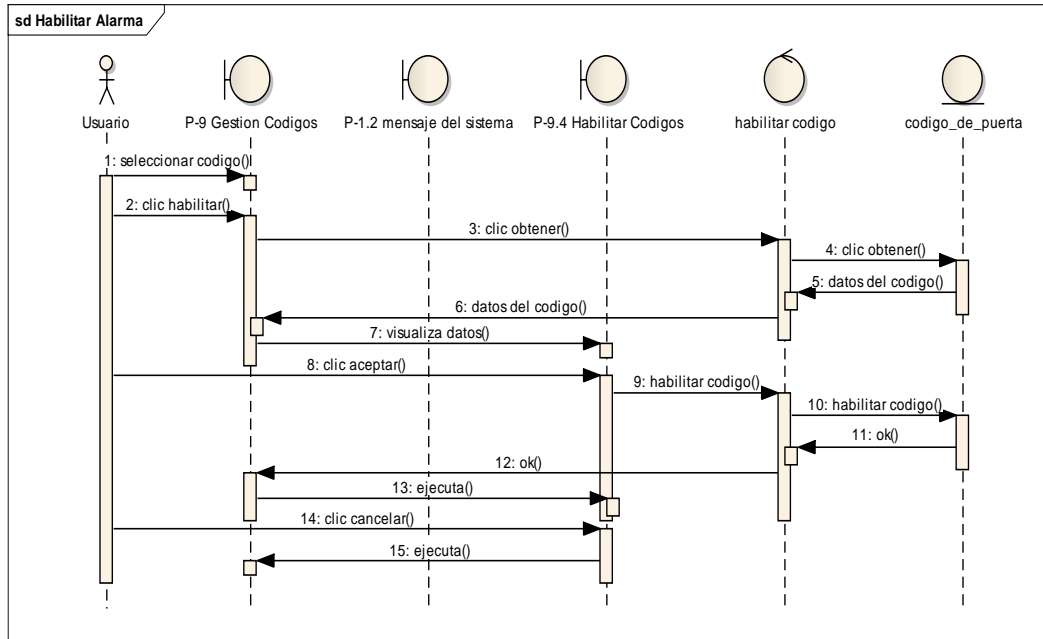 sd Habilitar Alarma
Usuario
P-9 Gestion Codigos
P-1.2 mensaje del sistema
P-9.4 Habilitar Codigos
habilitar codigo
codigo_de_puerta
1: seleccionar codigo()
2: clic habilitar()
3: clic obtener()
4: clic obtener()
5: datos del codigo()
6: datos del codigo()
7: visualiza datos()
8: clic aceptar()
9: habilitar codigo()
10: habilitar codigo()
11: ok()
12: ok()
13: ejecuta()
14: clic cancelar()
15: ejecuta()